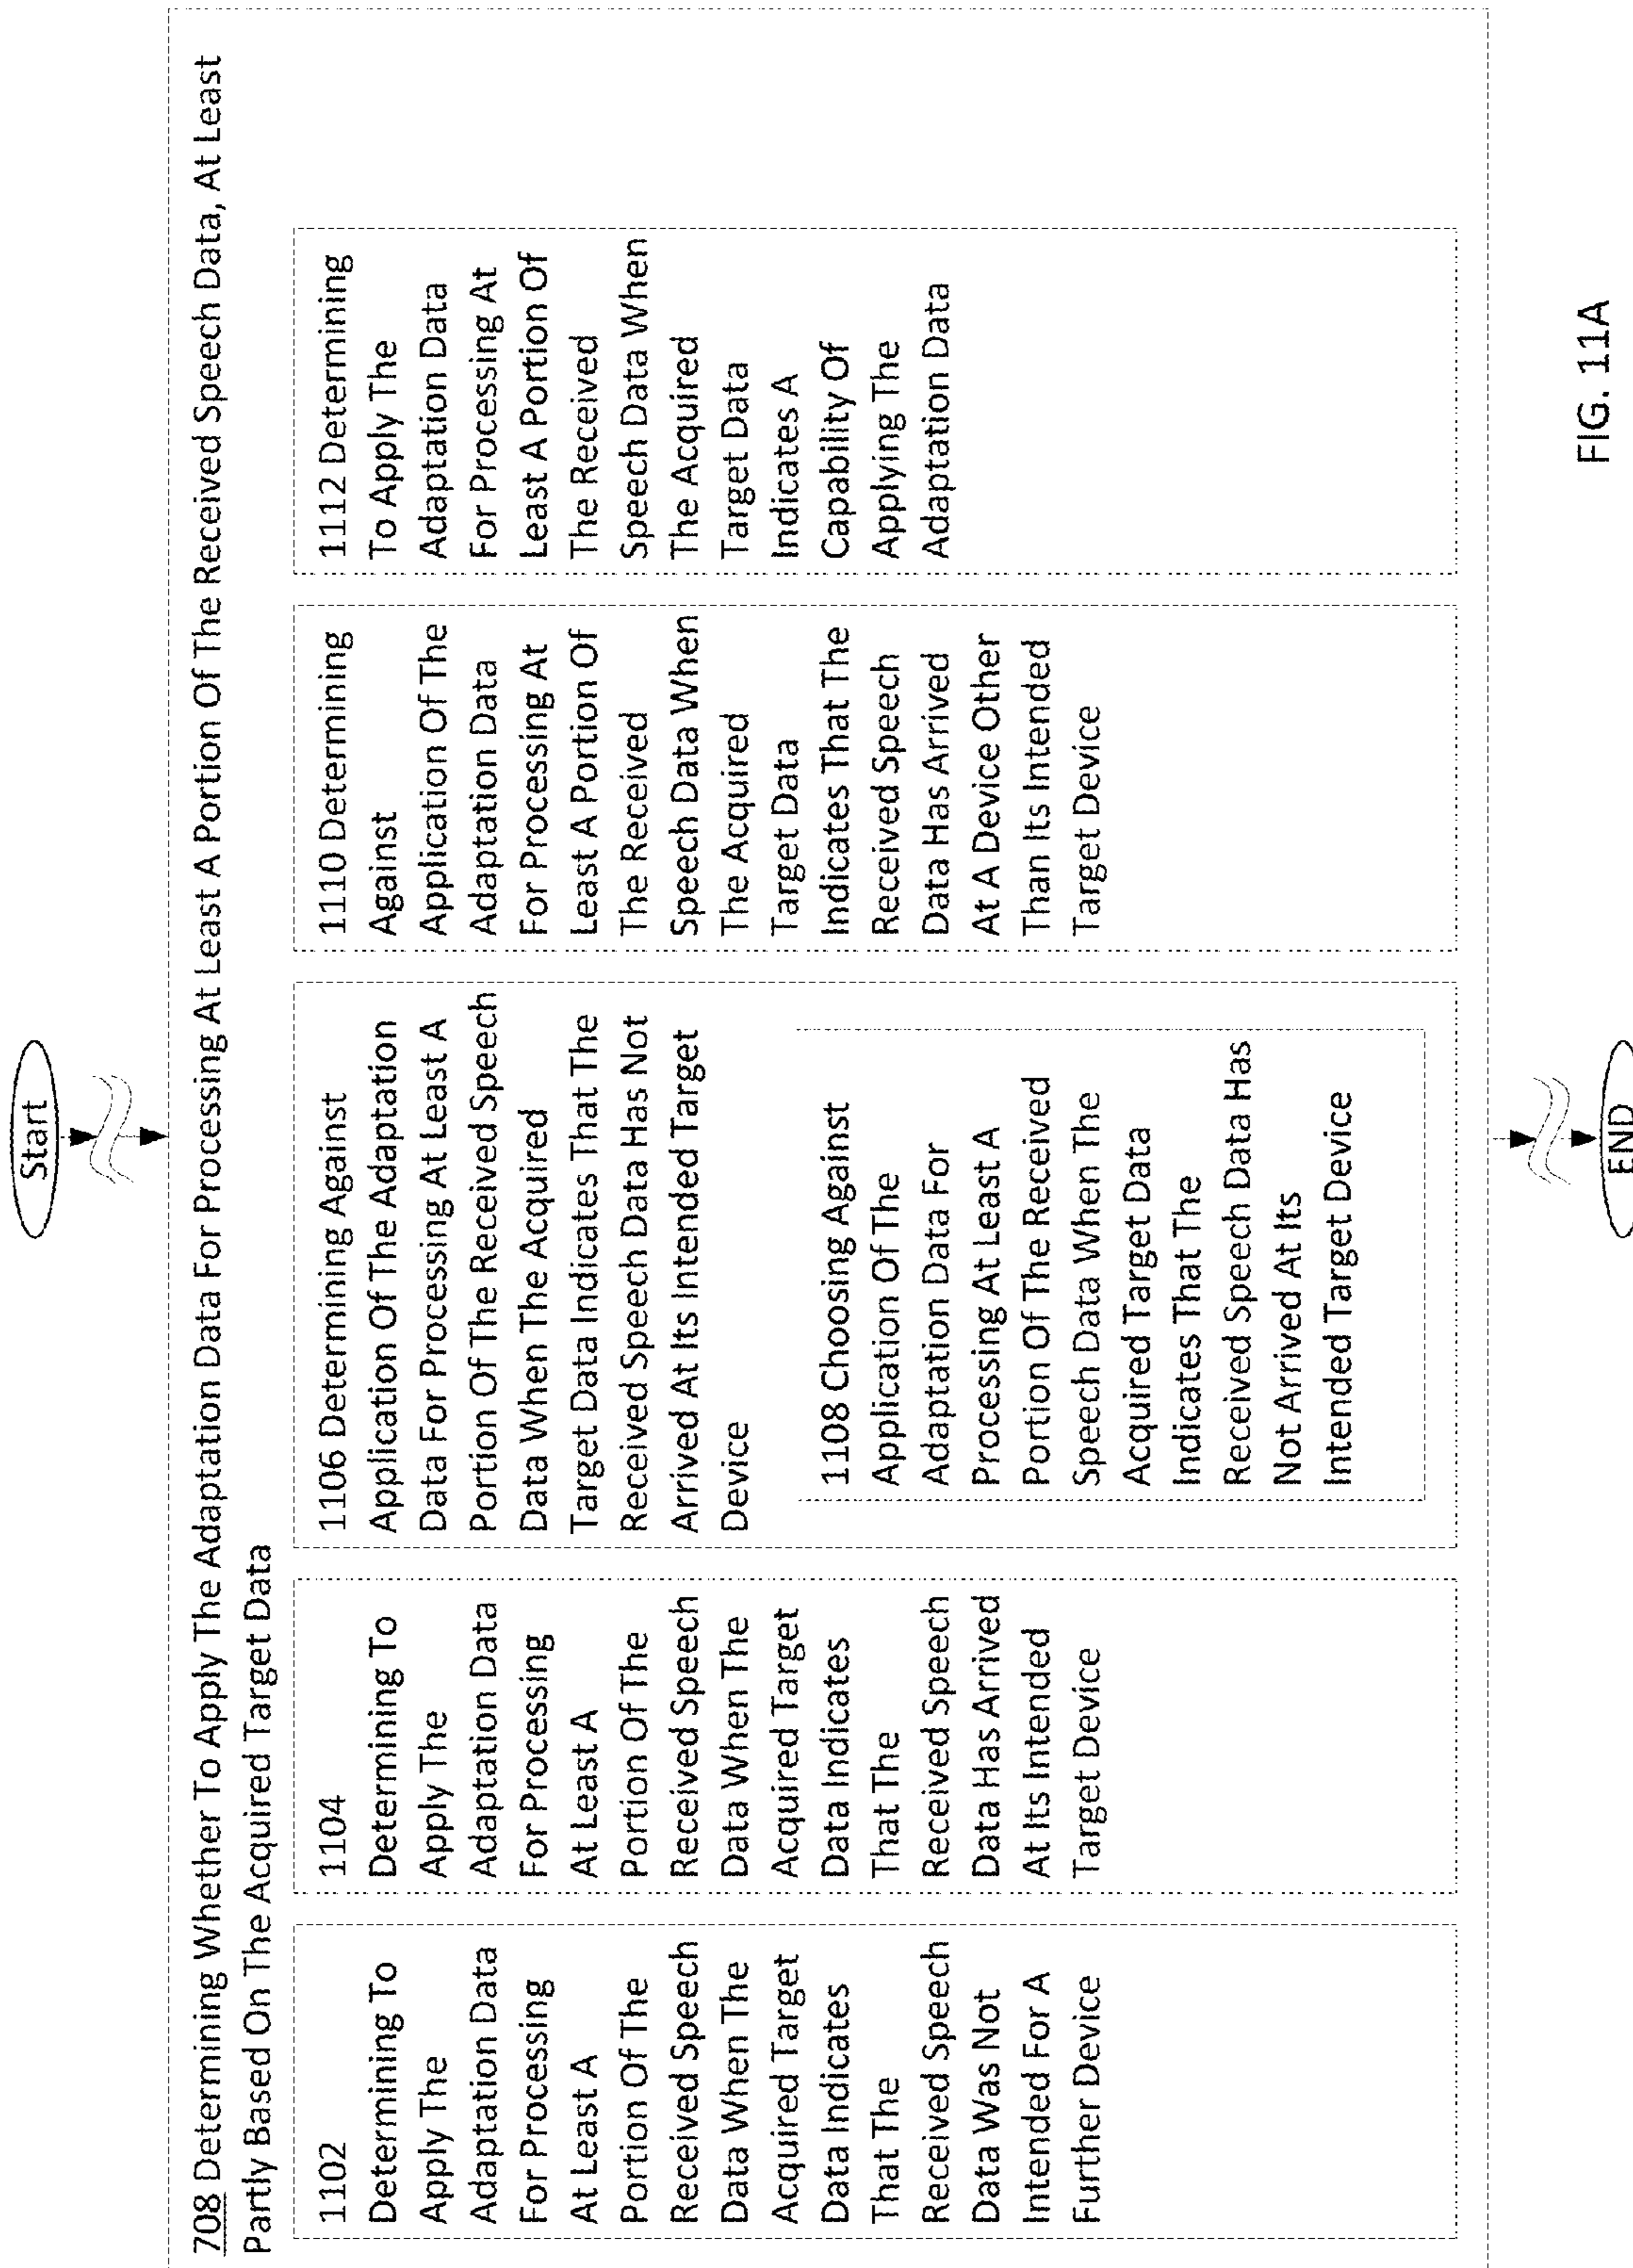 Start
708 Determining Whether To Apply The Adaptation Data For Processing At Least A Portion Of The Received Speech Data, At Least
Partly Based On The Acquired Target Data
1102
Determining To
Apply The
Adaptation Data
For Processing
At Least A
Portion Of The
Received Speech
Data When The
Acquired Target
Data Indicates
That The
Received Speech
Data Was Not
Intended For A
Further Device
1104
Determining To
Apply The
Adaptation Data
For Processing
At Least A
Portion Of The
Received Speech
Data When The
Acquired Target
Data Indicates
That The
Received Speech
Data Has Arrived
At Its Intended
Target Device
1106 Determining Against
Application Of The Adaptation
Data For Processing At Least A
Portion Of The Received Speech
Data When The Acquired
Target Data Indicates That The
Received Speech Data Has Not
Arrived At Its Intended Target
Device
1108 Choosing Against
Application Of The
Adaptation Data For
Processing At Least A
Portion Of The Received
Speech Data When The
Acquired Target Data
Indicates That The
Received Speech Data Has
Not Arrived At Its
Intended Target Device
1110 Determining
Against
Application Of The
Adaptation Data
For Processing At
Least A Portion Of
The Received
Speech Data When
The Acquired
Target Data
Indicates That The
Received Speech
Data Has Arrived
At A Device Other
Than Its Intended
Target Device
1112 Determining
To Apply The
Adaptation Data
For Processing At
Least A Portion Of
The Received
Speech Data When
The Acquired
Target Data
Indicates A
Capability Of
Applying The
Adaptation Data
END
FIG. 11A